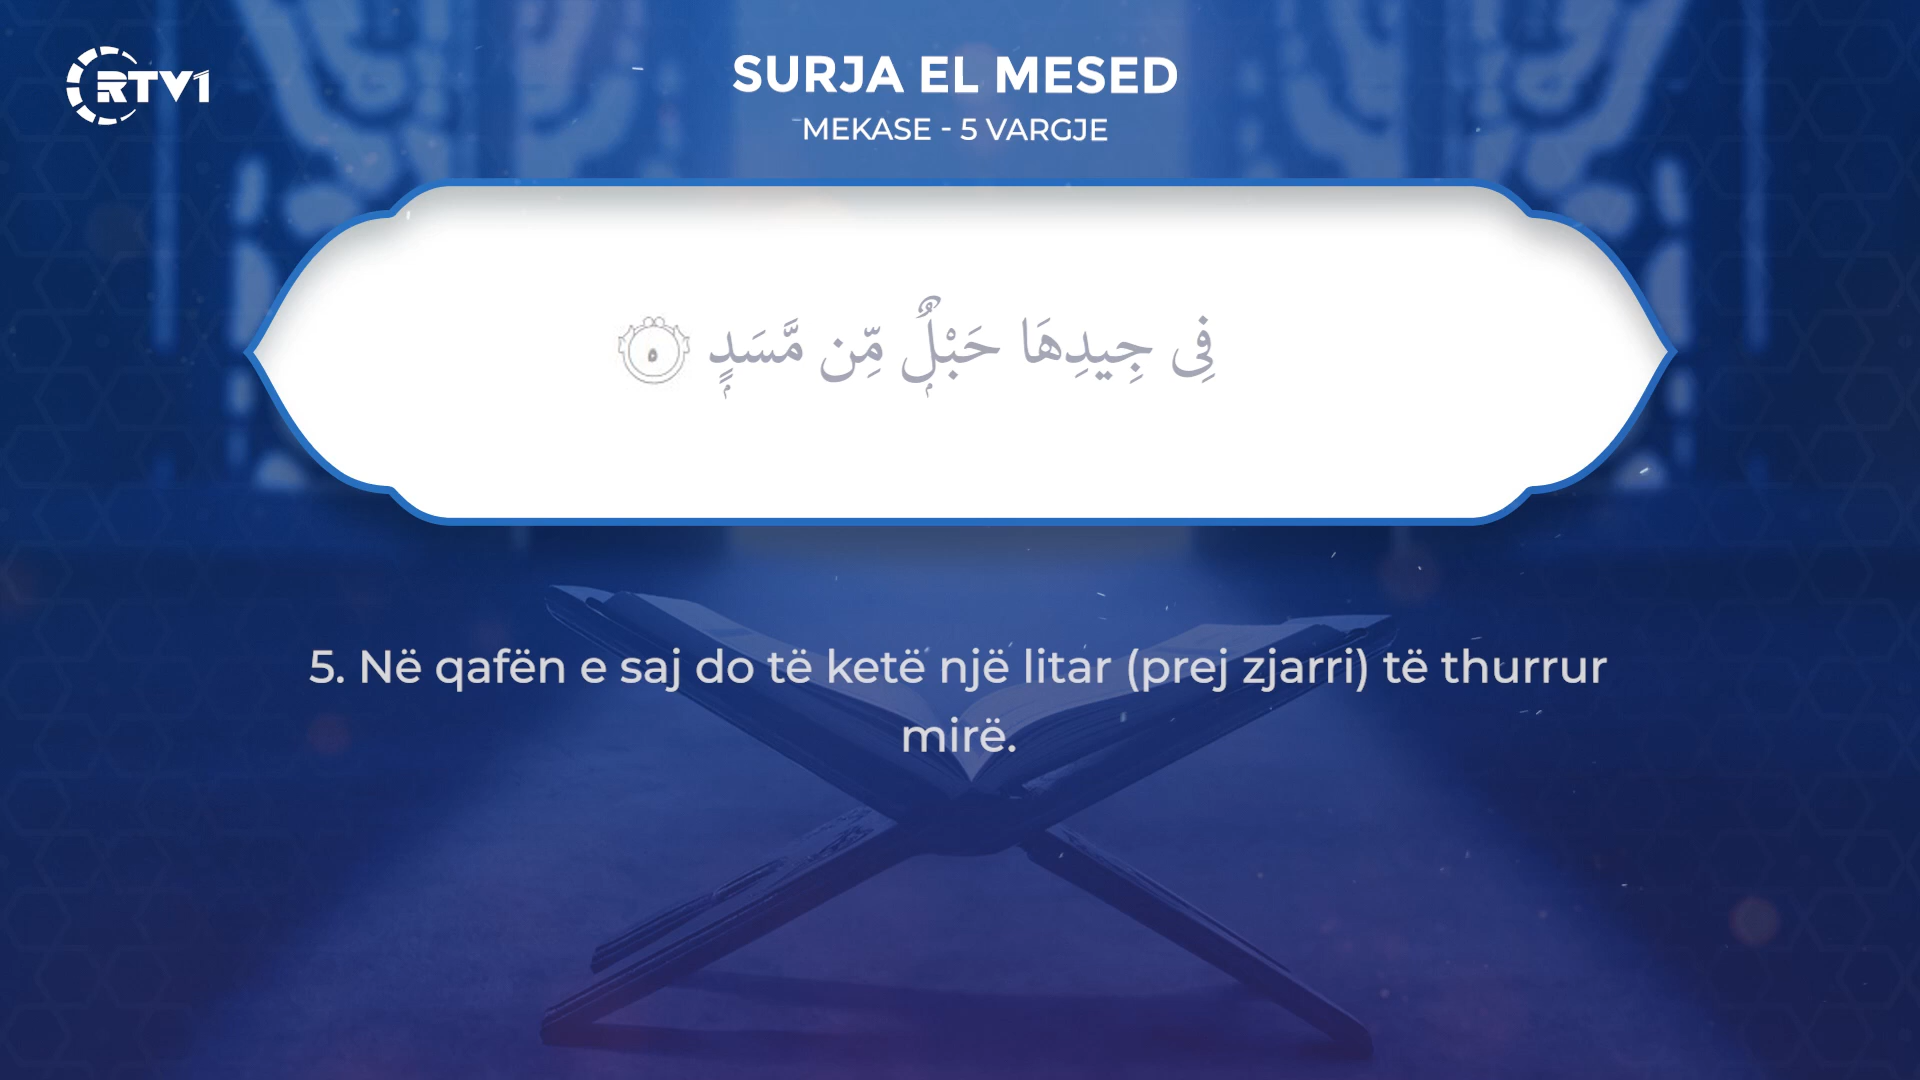 RTV1
SURJA EL MESED
MEKASE - 5 VARGJE
فِى جِيدِهَا حَبْلٌۭ مِّن مَّسَدٍۭ ٥
5. Në qafën e saj do të ketë një litar (prej zjarri) të thurrur
mirë.